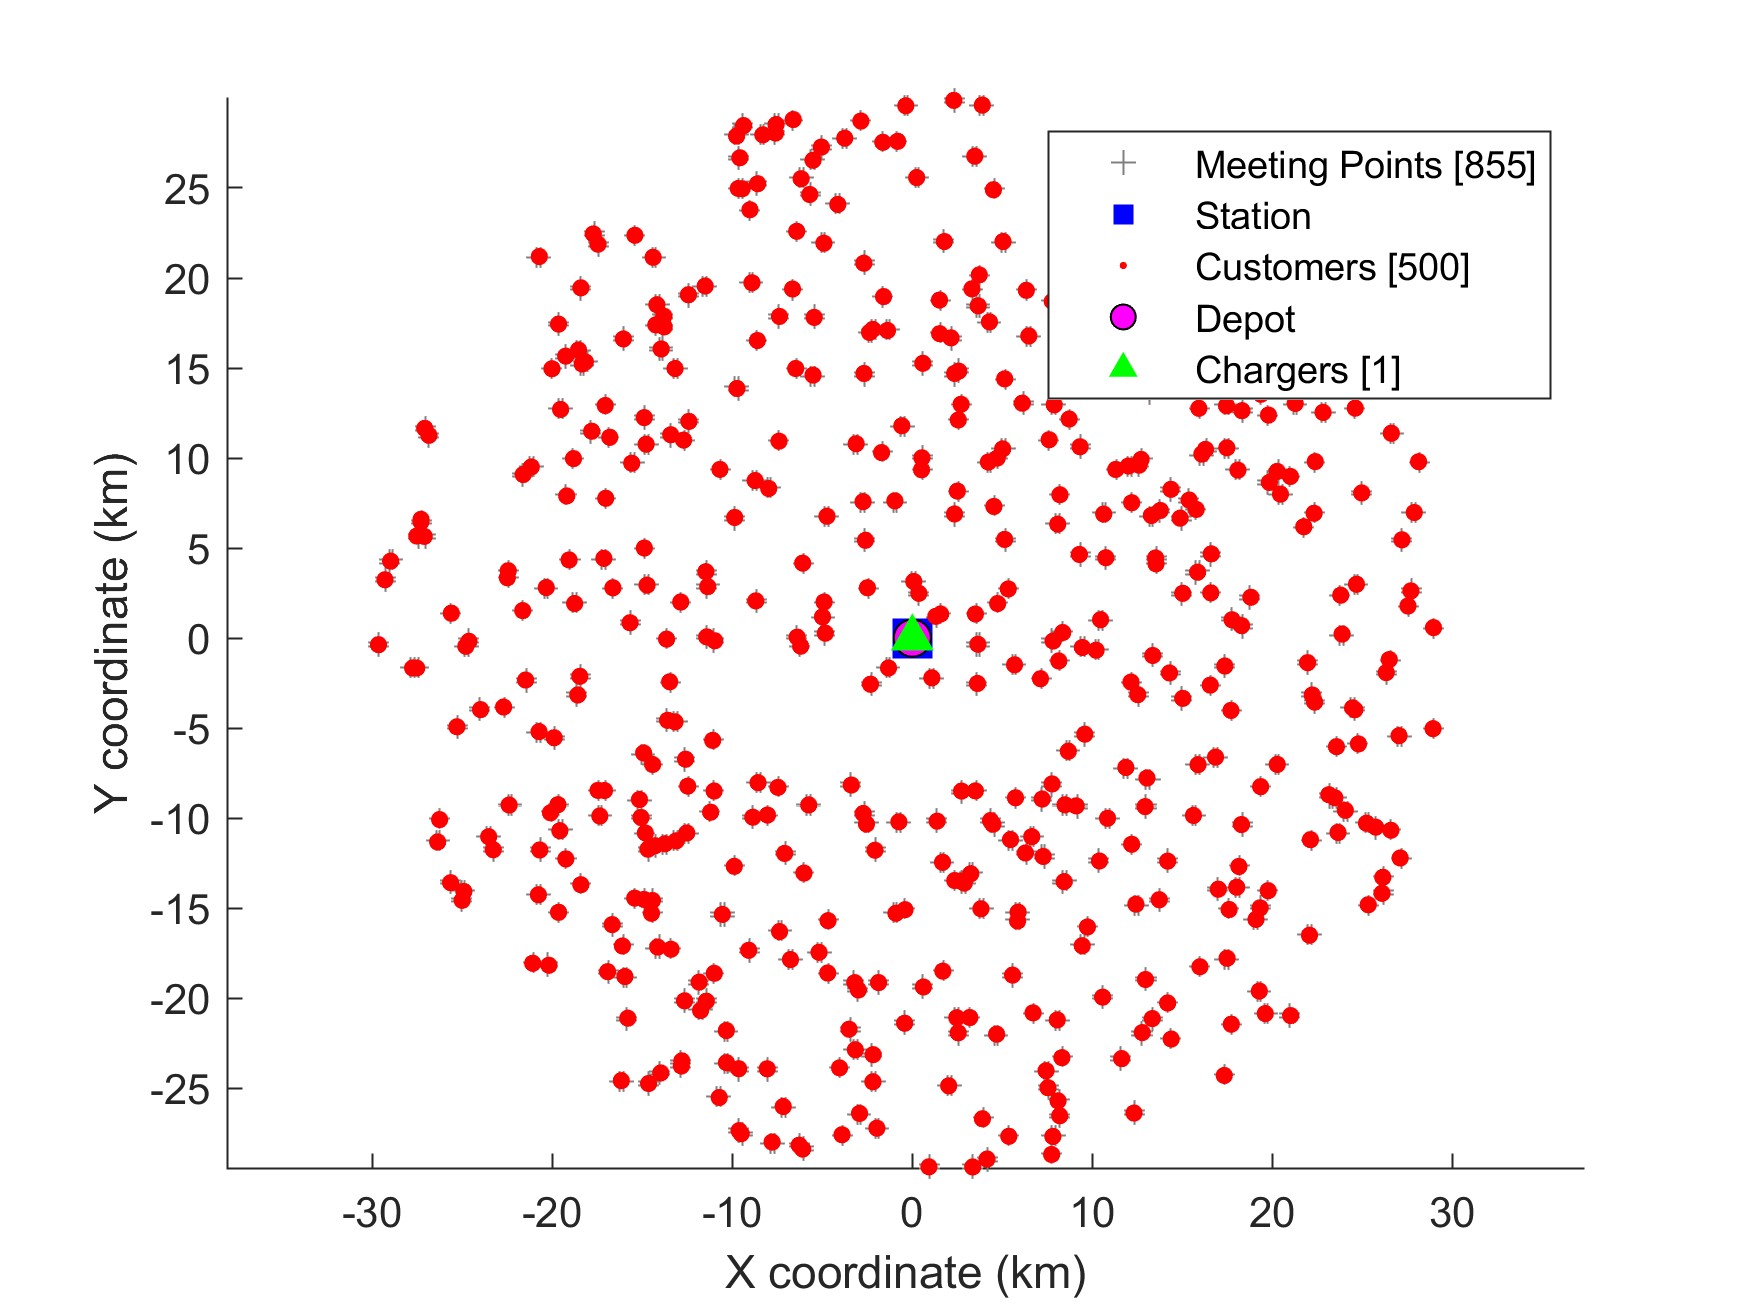 Meeting Points [855]
Station
Customers [500]
Depot
Chargers [1]
25
20
15
10
5
0
-5
-10
-15
-20
-25
Y coordinate (km)
-30 -20 -10 0 10 20 30
X coordinate (km)